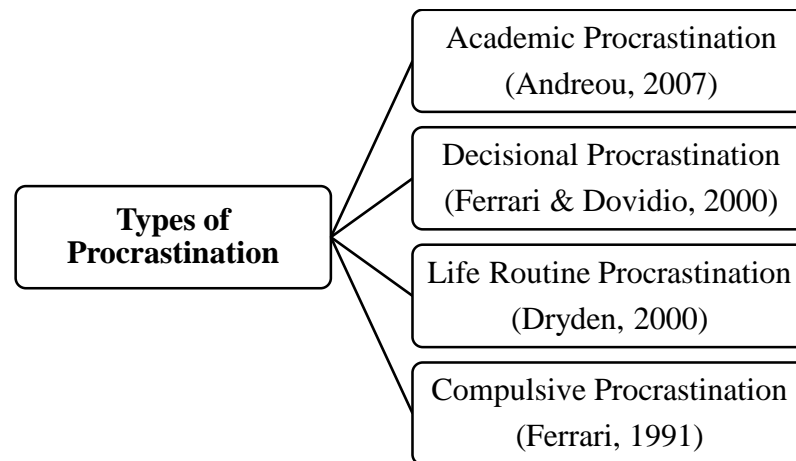 Types of
Procrastination
Academic Procrastination
(Andreou, 2007)
Decisional Procrastination
(Ferrari & Dovidio, 2000)
Life Routine Procrastination
(Dryden, 2000)
Compulsive Procrastination
(Ferrari, 1991)